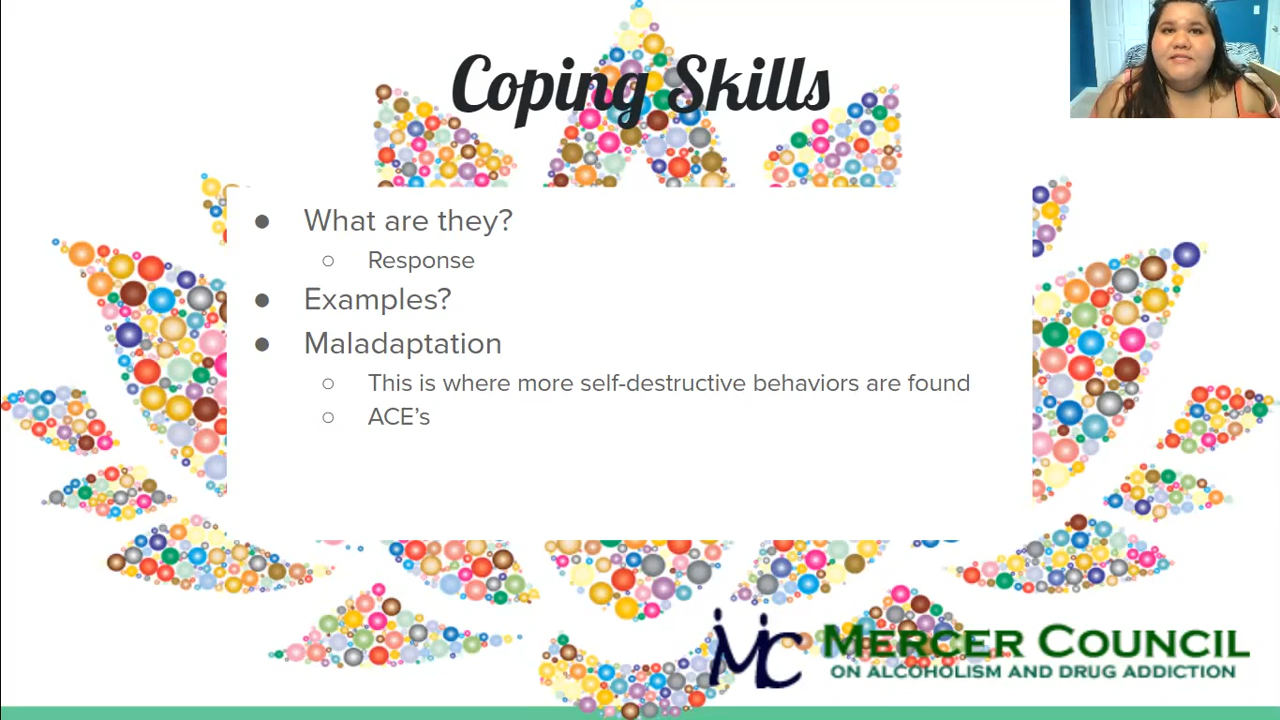 Coping Skills
● What are they?
○ Response
● Examples?
● Maladaptation
○ This is where more self-destructive behaviors are found
○ ACE's
MC MERCER COUNCIL
ON ALCOHOLISM AND DRUG ADDICTION